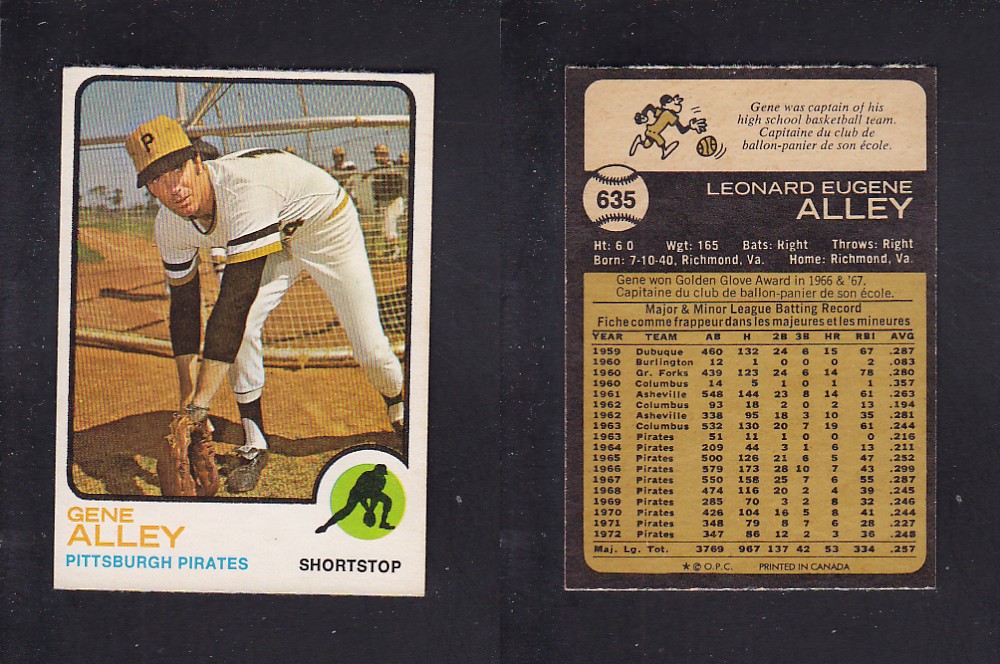 P
4
GENE
ALLEY
PITTSBURGH PIRATES
SHORTSTOP
Gene was captain of his
high school basketball team.
Capitaine du club de
ballon-panier de son école.
635
LEONARD EUGENE
ALLEY
Ht: 6 0 Wgt: 165 Bats: Right Throws: Right
Born: 7-10-40, Richmond, Va. Home: Richmond, Va.
Gene won Golden Glove Award in 1966 & '67.
Capitaine du club de ballon-panier de son école.
Major & Minor League Batting Record
Fiche comme frappeur dans les majeures et les mineures
YEAR TEAM AB H 2B 3B HR RBI AVG
1959 Dubuque 460 132 24 6 15 67 .287
1960 Burlington 12 1 0 0 0 2 .083
1960 Gr. Forks 439 123 24 6 14 78 .280
1960 Columbus 14 5 1 0 1 1 .357
1961 Asheville 548 144 23 8 14 61 .263
1962 Columbus 93 18 2 0 2 13 .194
1962 Asheville 338 95 18 3 10 35 .281
1963 Columbus 532 130 20 7 19 61 .244
1963 Pirates 51 11 1 0 0 0 .216
1964 Pirates 209 44 3 1 6 13 .211
1965 Pirates 500 126 21 6 5 47 .252
1966 Pirates 579 173 28 10 7 43 .299
1967 Pirates 550 158 25 7 6 55 .287
1968 Pirates 474 116 20 2 4 39 .245
1969 Pirates 285 70 3 2 8 32 .246
1970 Pirates 426 104 16 5 8 41 .244
1971 Pirates 348 79 8 7 6 28 .227
1972 Pirates 347 86 12 2 3 36 .248
Maj. Lg. Tot. 3769 967 137 42 53 334 .257
★ © O.P.C. PRINTED IN CANADA